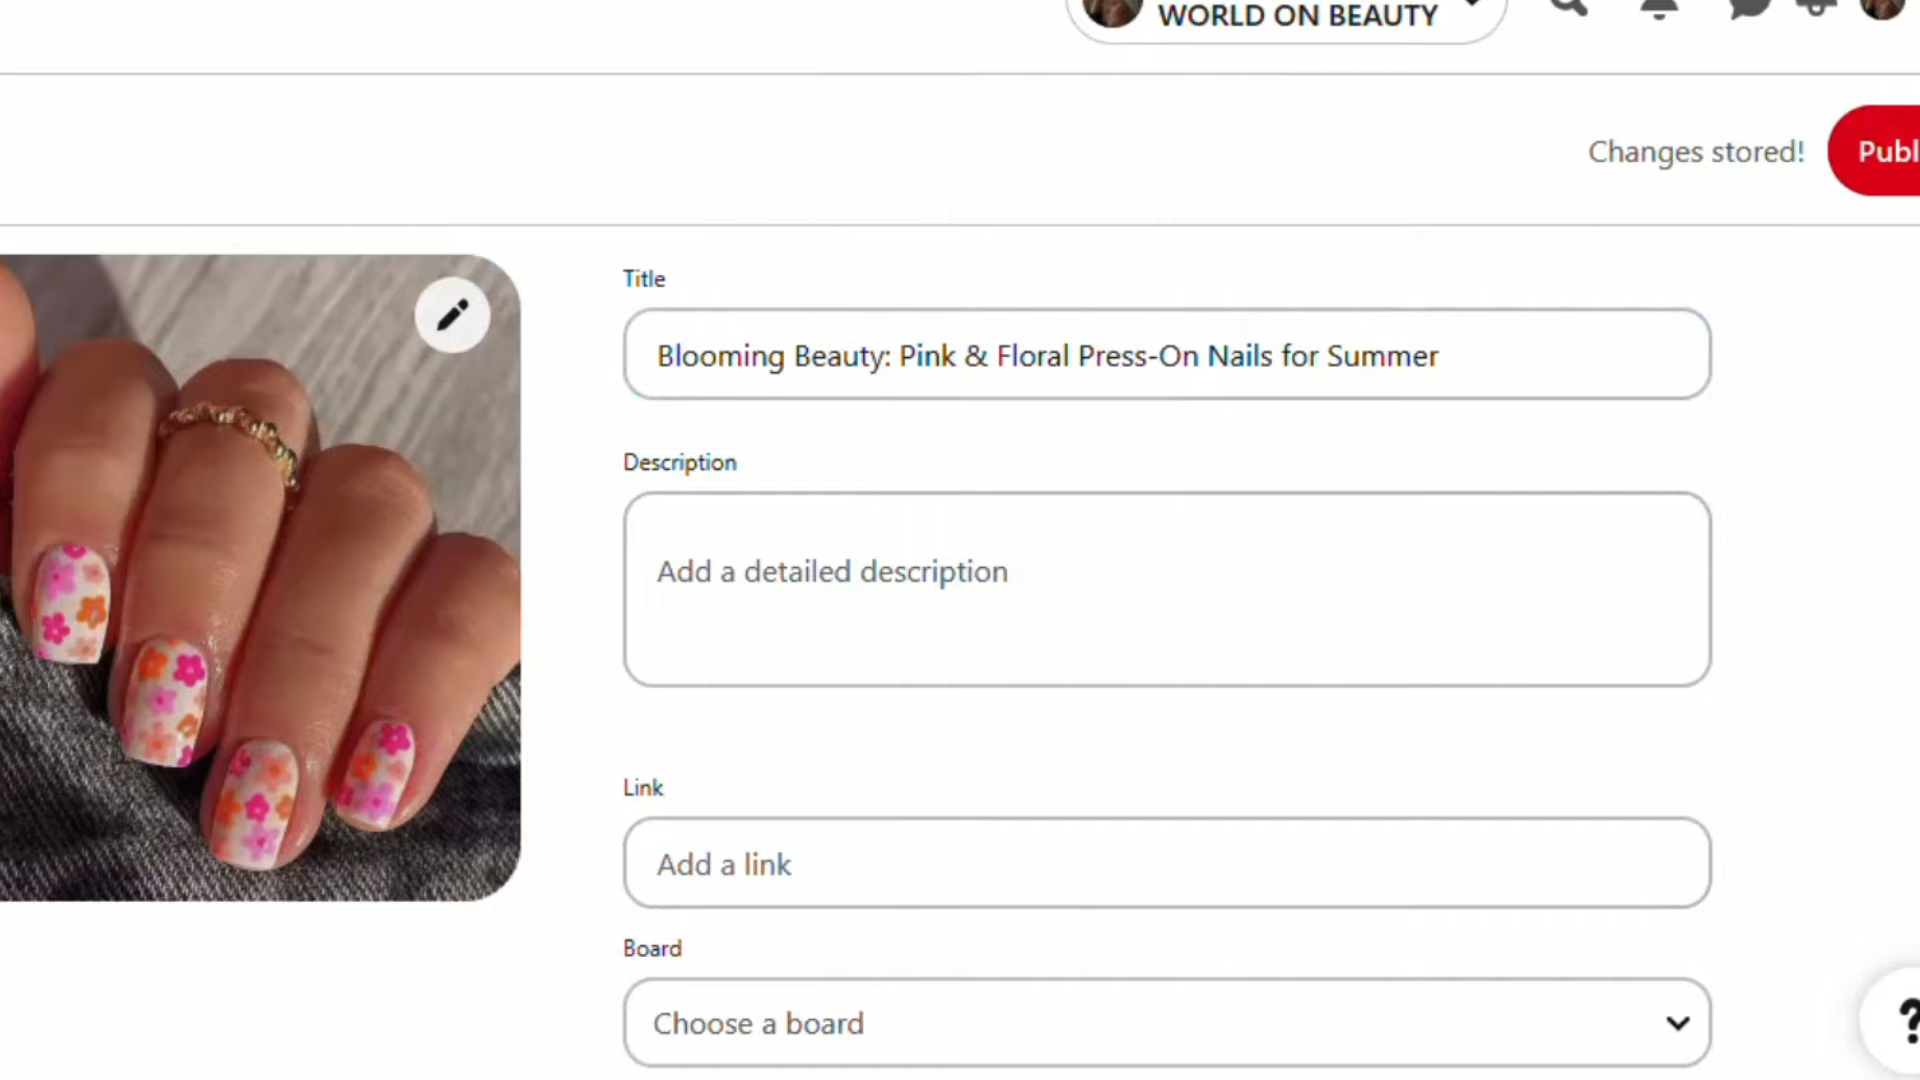 WORLD ON BEAUTY
Changes stored!
Publ
Title
Blooming Beauty: Pink & Floral Press-On Nails for Summer
Description
Add a detailed description
Link
Add a link
Board
Choose a board
?